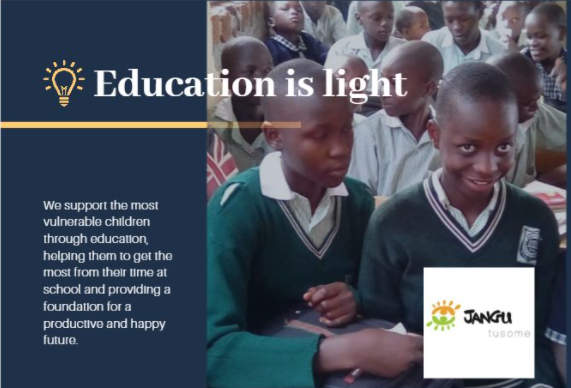 Education is light
We support the most
vulnerable children
through education,
helping them to get the
most from their time at
school and providing a
foundation for a
productive and happy
future.
JANGU
tusome